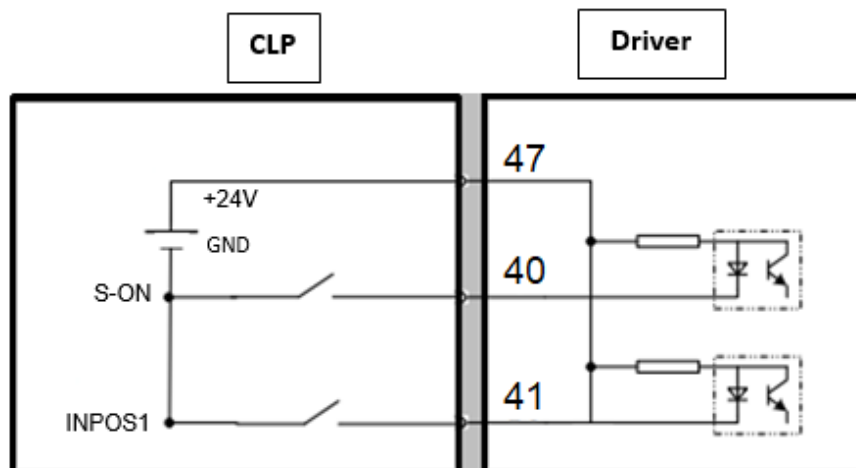 CLP
Driver
47
+24V
GND
40
S-ON
41
INPOS1